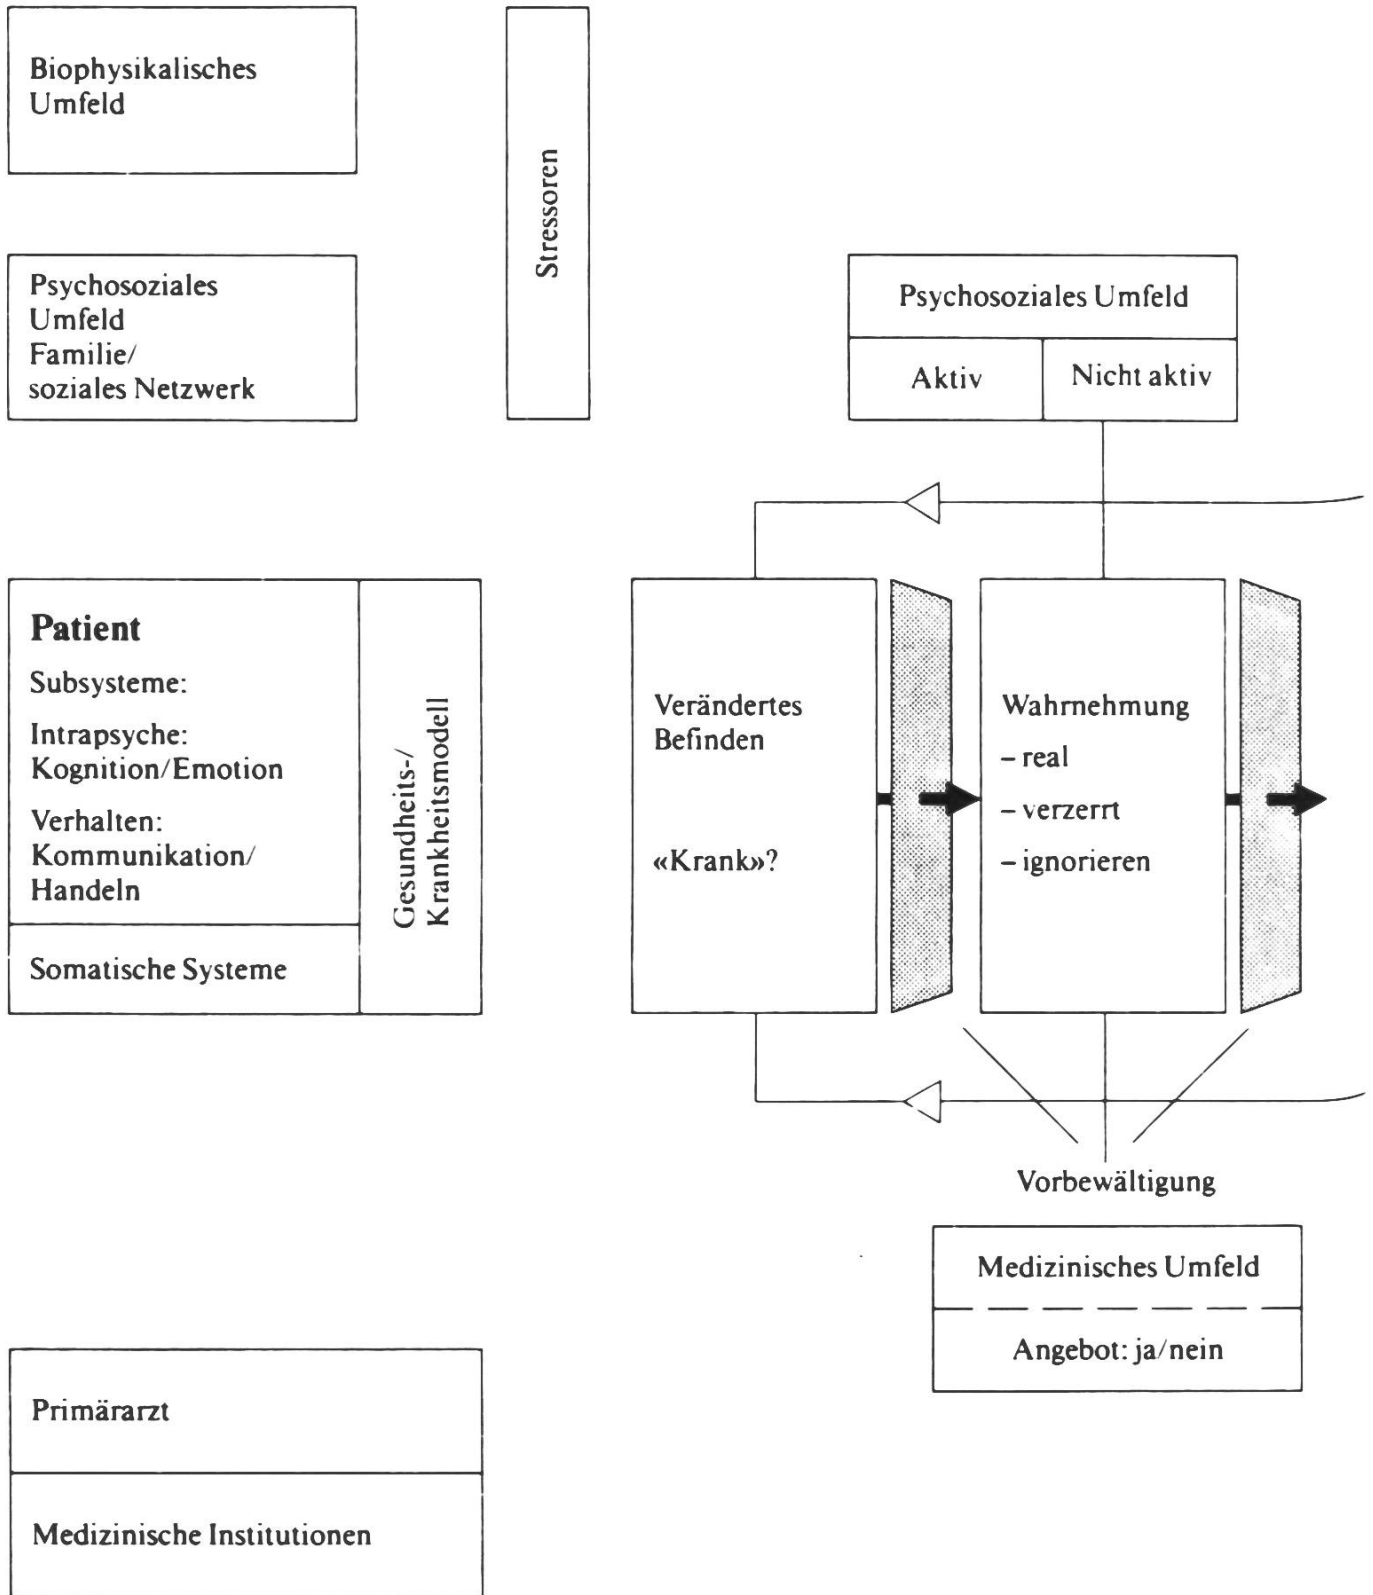 Biophysikalisches
Umfeld
Stressoren
Psychosoziales
Umfeld
Familie/
soziales Netzwerk
Psychosoziales Umfeld
Aktiv
Nicht aktiv
Patient
Subsysteme:
Intrapsyche:
Kognition/Emotion
Verhalten:
Kommunikation/
Handeln
Somatische Systeme
Gesundheits-/
Krankheitsmodell
Verändertes
Befinden
«Krank»?
Wahrnehmung
– real
– verzerrt
– ignorieren
Vorbewältigung
Medizinisches Umfeld
Angebot: ja/nein
Primärarzt
Medizinische Institutionen